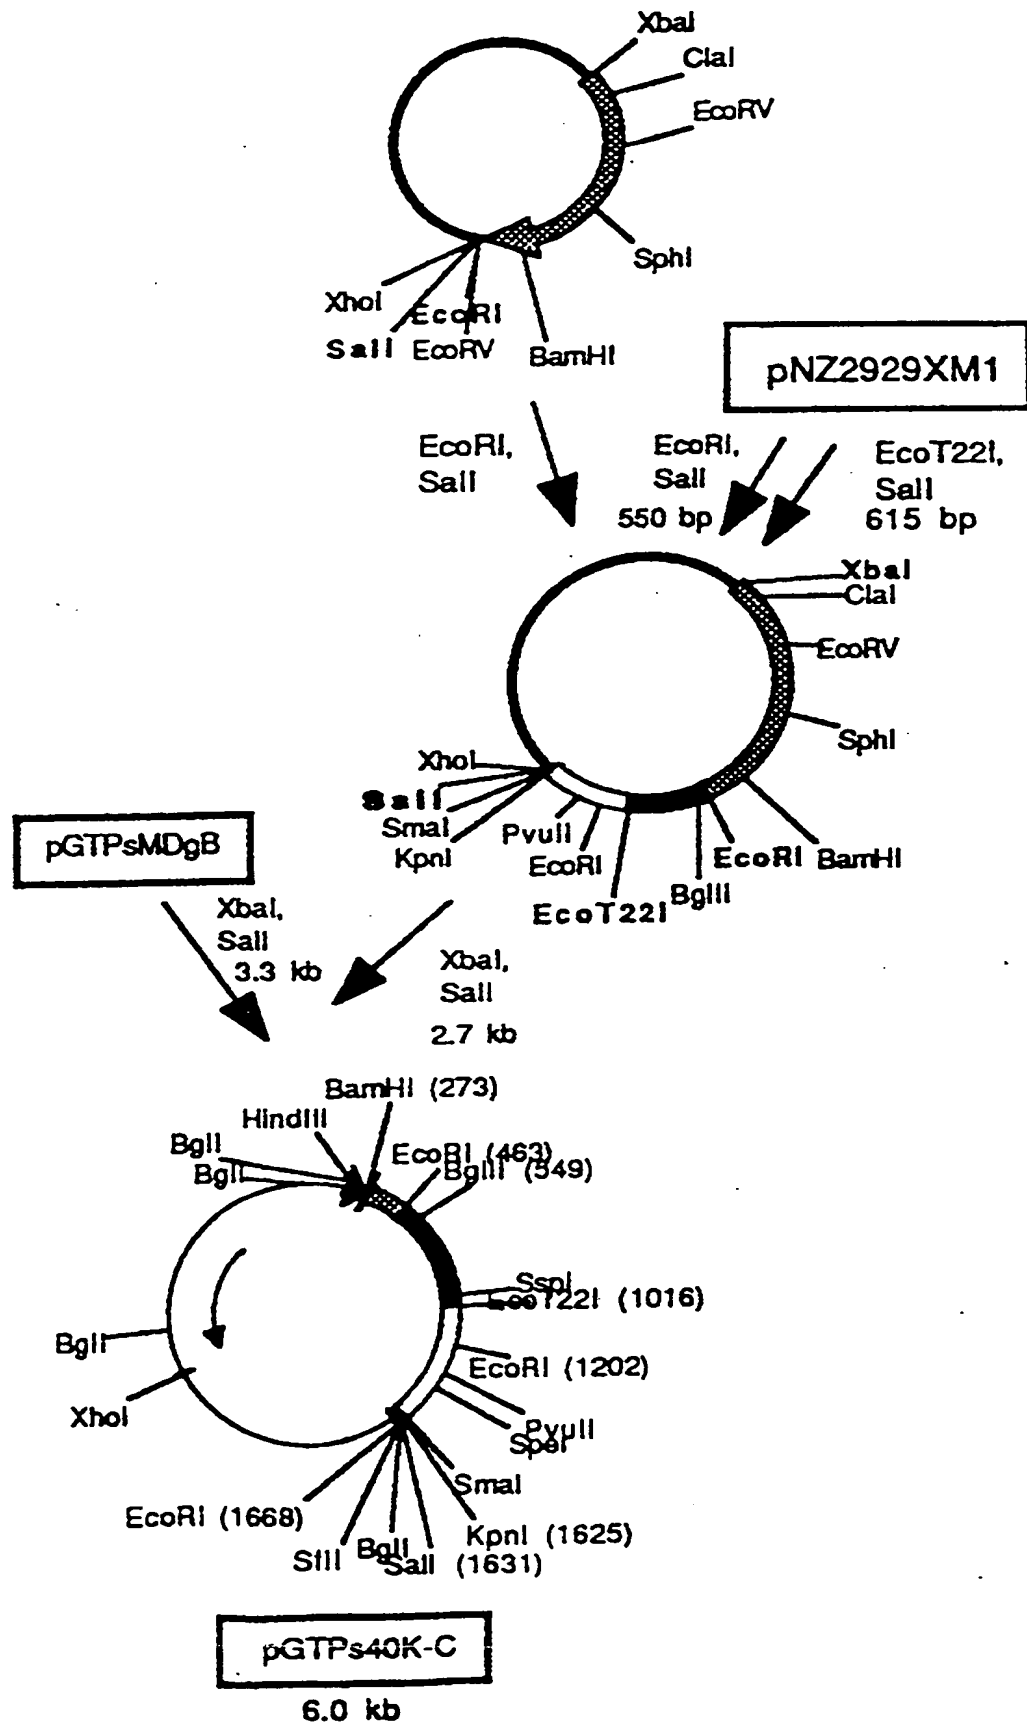 XbaI
ClaI
EcoRV
SphI
XhoI
EcoRI
SalI
EcoRV
BamHI
pNZ2929XM1
EcoRI,
SalI
EcoRI,
SalI
550 bp
EcoT22I,
SalI
615 bp
XbaI
ClaI
EcoRV
SphI
XhoI
SalI
SmaI
KpnI
PvuII
EcoRI
EcoT22I
BglII
EcoRI
BamHI
pGTPsMDgB
XbaI,
SalI
3.3 kb
XbaI,
SalI
2.7 kb
BamHI (273)
HindIII
BglI
BglI
EcoRI (463)
BglII (549)
SspI
EcoT22I (1016)
BglI
EcoRI (1202)
XhoI
PvuII
SpeI
SmaI
EcoRI (1668)
KpnI (1625)
SfiI
BglI
SalI (1631)
pGTPs40K-C
6.0 kb